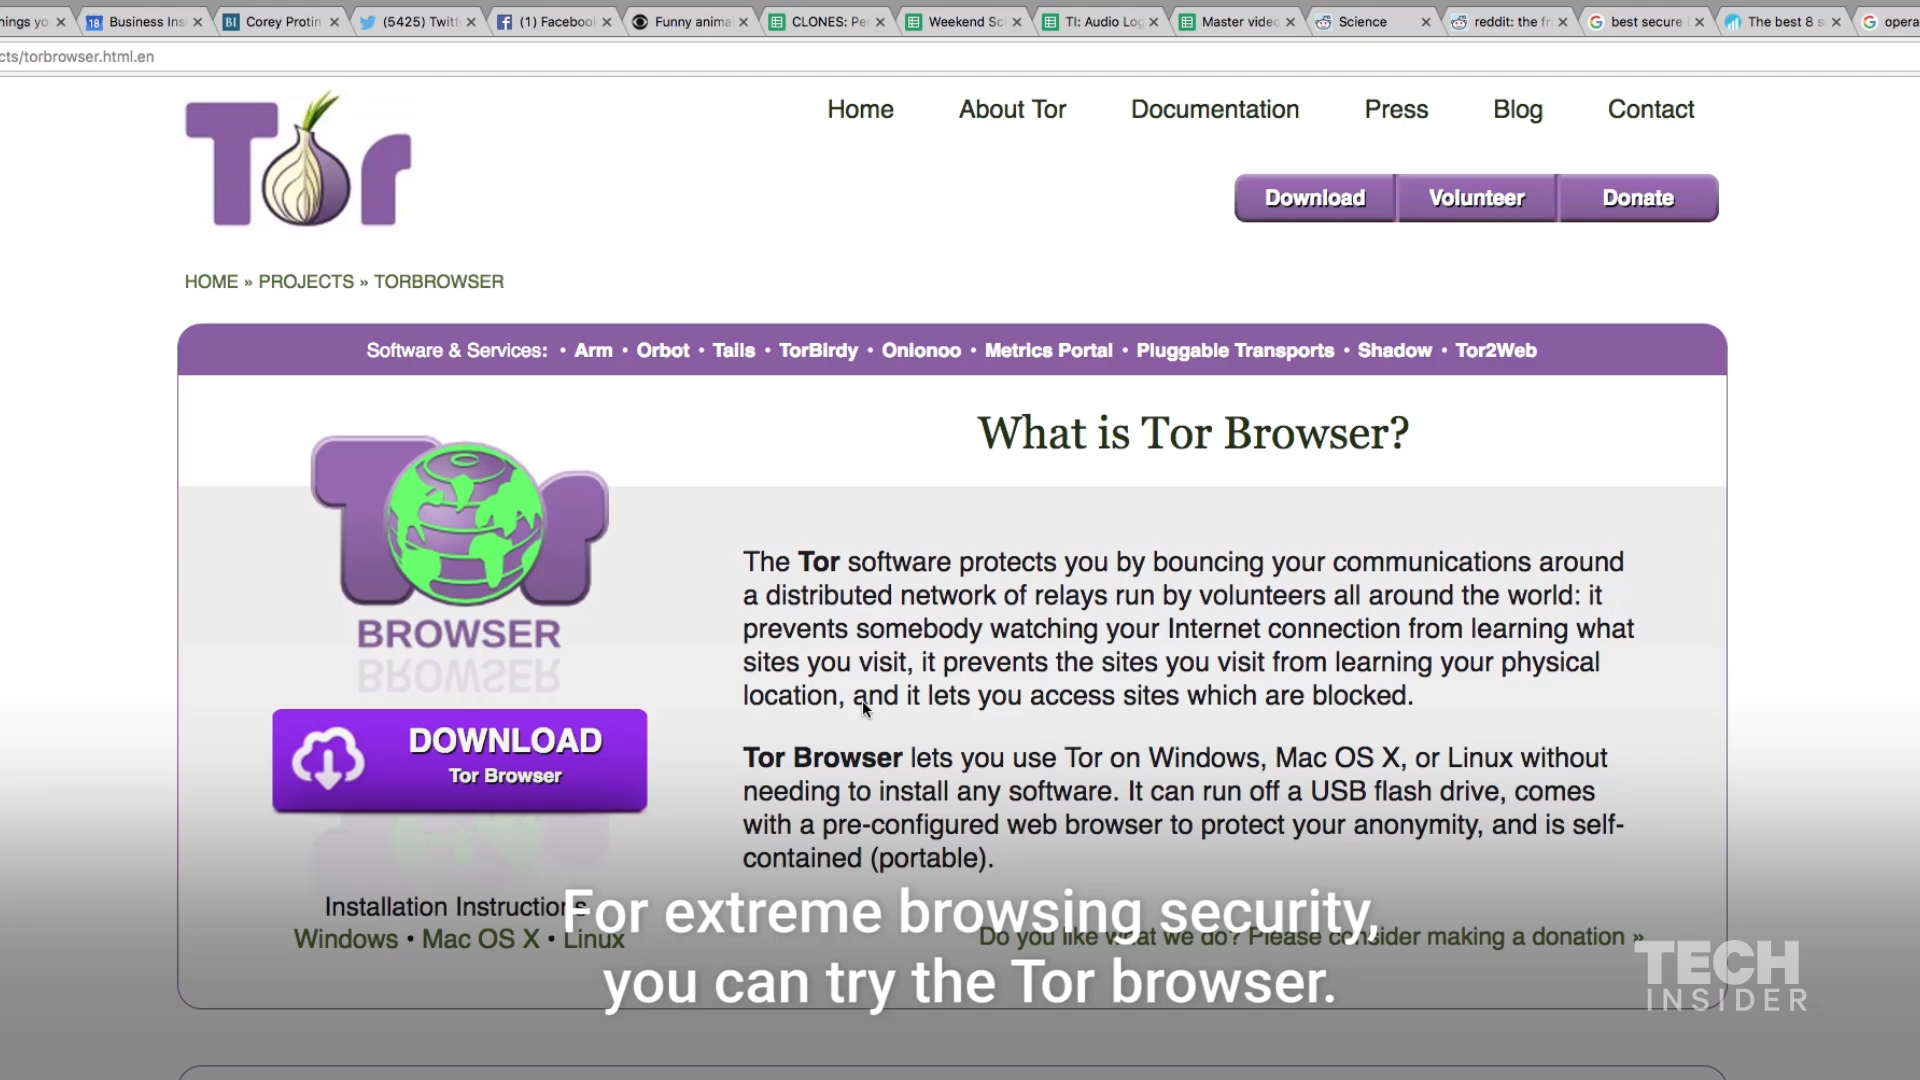 hings yo
18 Business Ins
BI Corey Protin
(5425) Twitt
(1) Facebook
Funny anima
CLONES: Pe
Weekend Sc
TI: Audio Log
Master video
Science
reddit: the fr
best secure
The best 8 s
opera
cts/torbrowser.html.en
Tor
Home About Tor Documentation Press Blog Contact
Download Volunteer Donate
HOME » PROJECTS » TORBROWSER
Software & Services: • Arm • Orbot • Tails • TorBirdy • Onionoo • Metrics Portal • Pluggable Transports • Shadow • Tor2Web
What is Tor Browser?
Tor
BROWSER
The Tor software protects you by bouncing your communications around
a distributed network of relays run by volunteers all around the world: it
prevents somebody watching your Internet connection from learning what
sites you visit, it prevents the sites you visit from learning your physical
location, and it lets you access sites which are blocked.
DOWNLOAD
Tor Browser
Tor Browser lets you use Tor on Windows, Mac OS X, or Linux without
needing to install any software. It can run off a USB flash drive, comes
with a pre-configured web browser to protect your anonymity, and is self-
contained (portable).
Installation Instructions
Windows • Mac OS X • Linux
Do you like what we do? Please consider making a donation »
For extreme browsing security,
you can try the Tor browser.
TECH
INSIDER